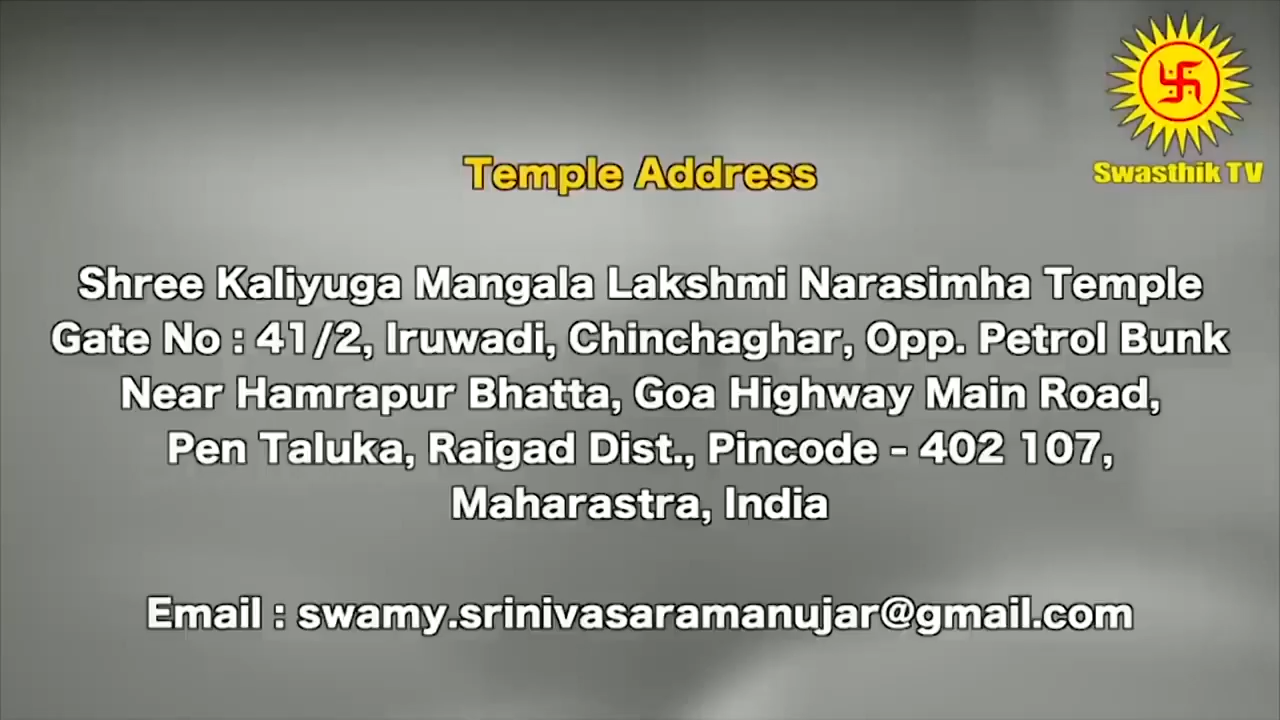 Swasthik TV
Temple Address
Shree Kaliyuga Mangala Lakshmi Narasimha Temple
Gate No : 41/2, Iruwadi, Chinchaghar, Opp. Petrol Bunk
Near Hamrapur Bhatta, Goa Highway Main Road,
Pen Taluka, Raigad Dist., Pincode - 402 107,
Maharastra, India
Email : swamy.srinivasaramanujar@gmail.com